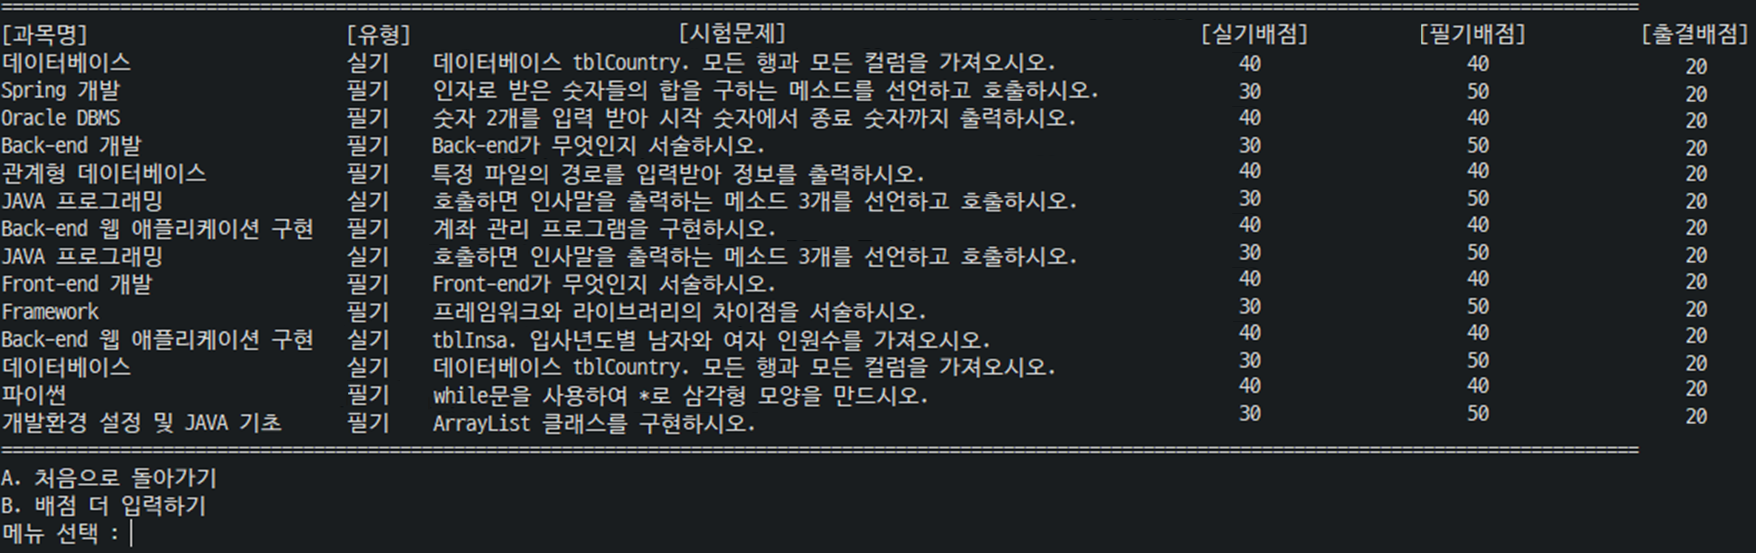 [과목명] [유형] [시험문제] [실기배점] [필기배점] [출결배점]
데이터베이스 실기 데이터베이스 tblCountry. 모든 행과 모든 컬럼을 가져오시오. 40 40 20
Spring 개발 필기 인자로 받은 숫자들의 합을 구하는 메소드를 선언하고 호출하시오. 30 50 20
Oracle DBMS 필기 숫자 2개를 입력 받아 시작 숫자에서 종료 숫자까지 출력하시오. 40 40 20
Back-end 개발 필기 Back-end가 무엇인지 서술하시오. 30 50 20
관계형 데이터베이스 필기 특정 파일의 경로를 입력받아 정보를 출력하시오. 40 40 20
JAVA 프로그래밍 실기 호출하면 인사말을 출력하는 메소드 3개를 선언하고 호출하시오. 30 50 20
Back-end 웹 애플리케이션 구현 필기 계좌 관리 프로그램을 구현하시오. 40 40 20
JAVA 프로그래밍 실기 호출하면 인사말을 출력하는 메소드 3개를 선언하고 호출하시오. 30 50 20
Front-end 개발 필기 Front-end가 무엇인지 서술하시오. 40 40 20
Framework 필기 프레임워크와 라이브러리의 차이점을 서술하시오. 30 50 20
Back-end 웹 애플리케이션 구현 실기 tblInsa. 입사년도별 남자와 여자 인원수를 가져오시오. 40 40 20
데이터베이스 실기 데이터베이스 tblCountry. 모든 행과 모든 컬럼을 가져오시오. 30 50 20
파이썬 필기 while문을 사용하여 *로 삼각형 모양을 만드시오. 40 40 20
개발환경 설정 및 JAVA 기초 필기 ArrayList 클래스를 구현하시오. 30 50 20
A. 처음으로 돌아가기
B. 배점 더 입력하기
메뉴 선택 :